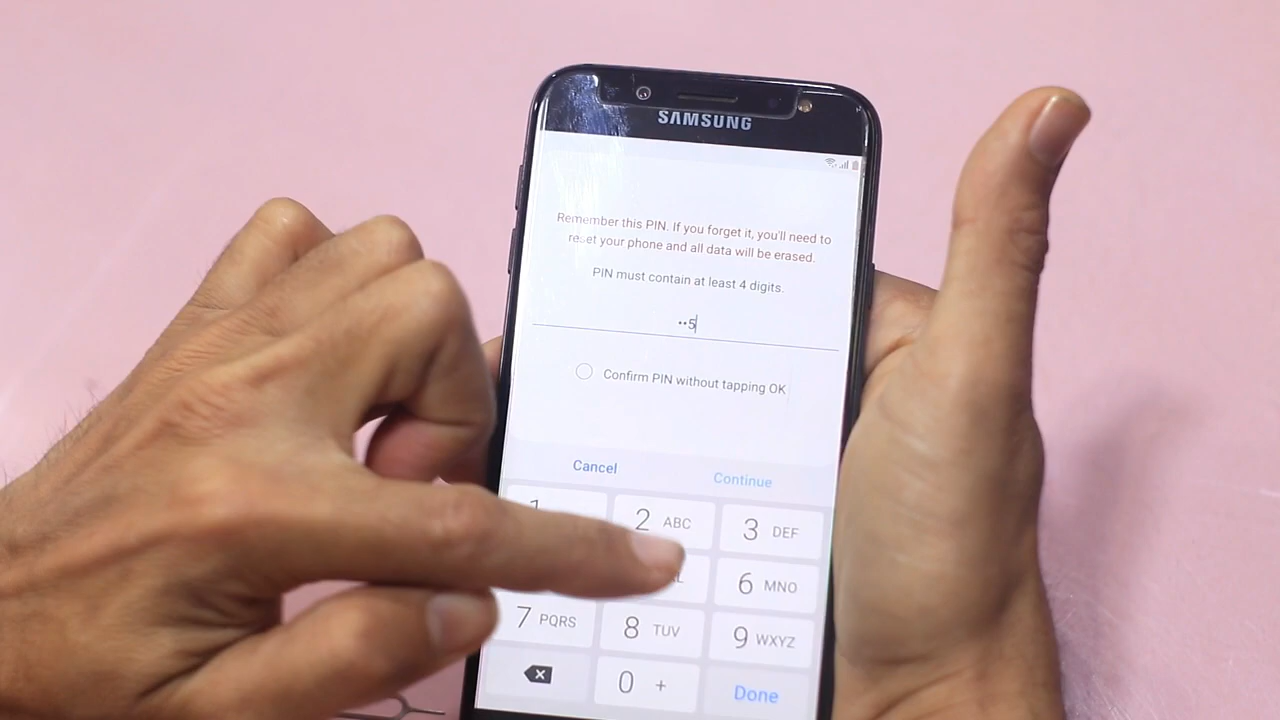 SAMSUNG
Remember this PIN. If you forget it, you'll need to
reset your phone and all data will be erased.
PIN must contain at least 4 digits.
••5
Confirm PIN without tapping OK
Cancel Continue
1
2 ABC
3 DEF
6 MNO
7 PQRS
8 TUV
9 WXYZ
0 +
Done